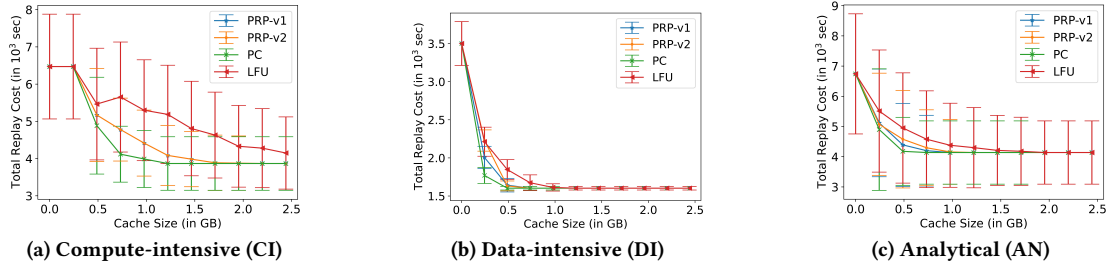 Total Replay Cost (in 10³ sec)
8
7
6
5
4
3
0.0 0.5 1.0 1.5 2.0 2.5
Cache Size (in GB)
PRP-v1
PRP-v2
PC
LFU
(a) Compute-intensive (CI)
Total Replay Cost (in 10³ sec)
3.5
3.0
2.5
2.0
1.5
0.0 0.5 1.0 1.5 2.0 2.5
Cache Size (in GB)
PRP-v1
PRP-v2
PC
LFU
(b) Data-intensive (DI)
Total Replay Cost (in 10³ sec)
9
8
7
6
5
4
3
0.0 0.5 1.0 1.5 2.0 2.5
Cache Size (in GB)
PRP-v1
PRP-v2
PC
LFU
(c) Analytical (AN)